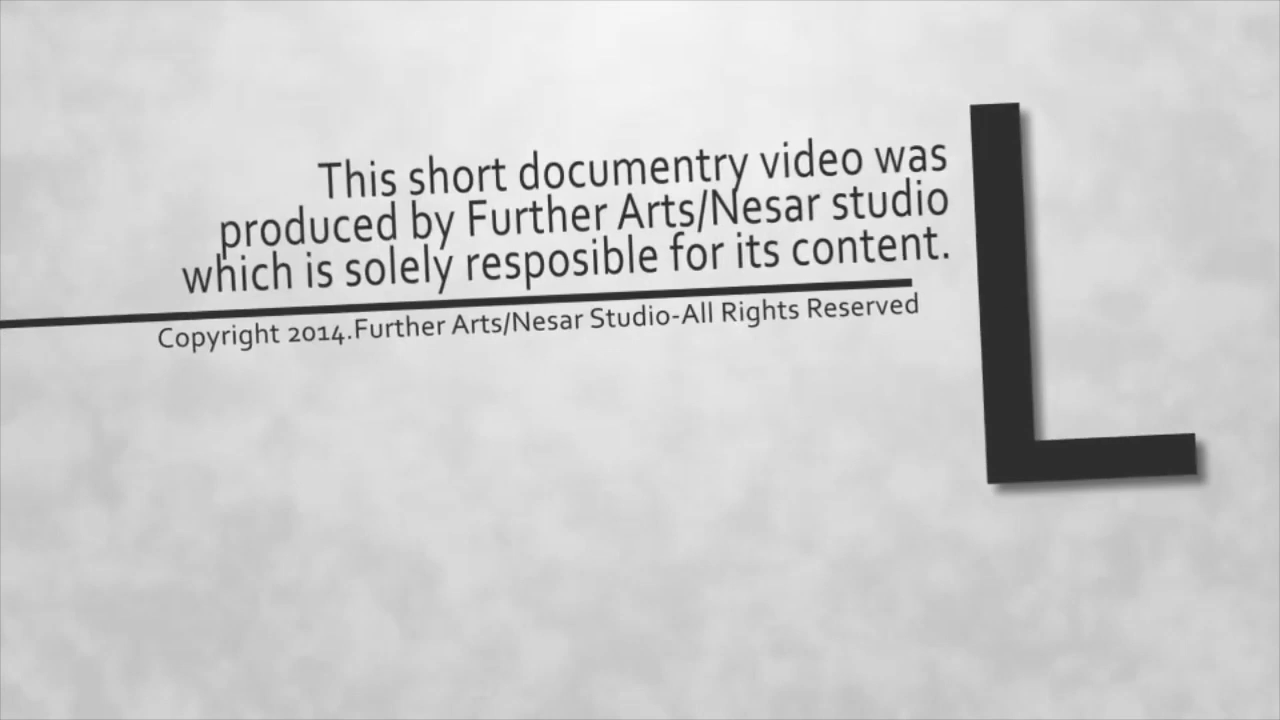 This short documentry video was
produced by Further Arts/Nesar studio
which is solely resposible for its content.
Copyright 2014.Further Arts/Nesar Studio-All Rights Reserved
L